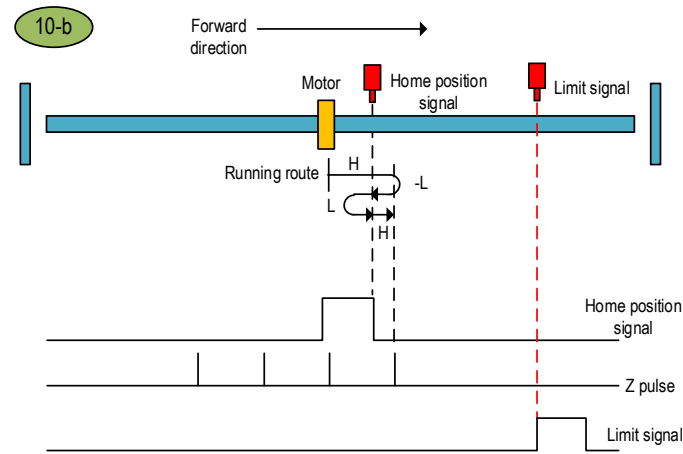 10-b
Forward
direction
Motor
Home position
signal
Limit signal
Running route
H
-L
L
H
Home position
signal
Z pulse
Limit signal